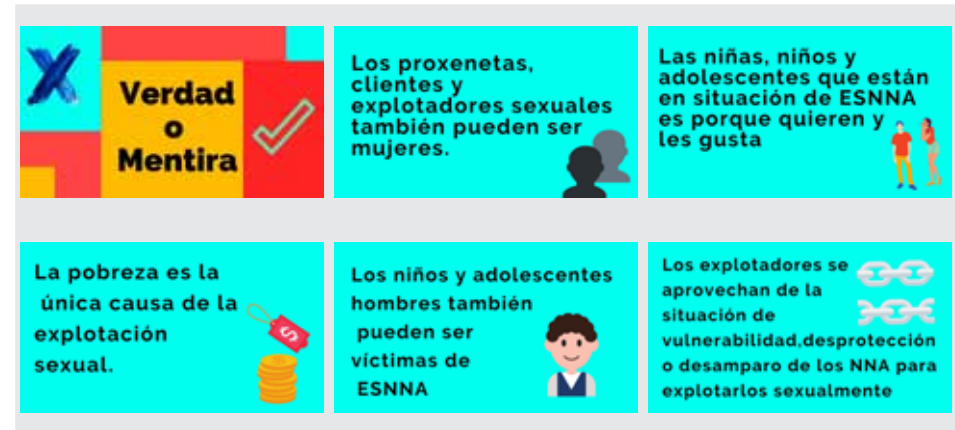 Verdad
o
Mentira
Los proxenetas,
clientes y
explotadores sexuales
también pueden ser
mujeres.
Las niñas, niños y
adolescentes que están
en situación de ESNNA
es porque quieren y
les gusta
La pobreza es la
única causa de la
explotación
sexual.
Los niños y adolescentes
hombres también
pueden ser
víctimas de
ESNNA
Los explotadores se
aprovechan de la
situación de
vulnerabilidad,desprotección
o desamparo de los NNA para
explotarlos sexualmente